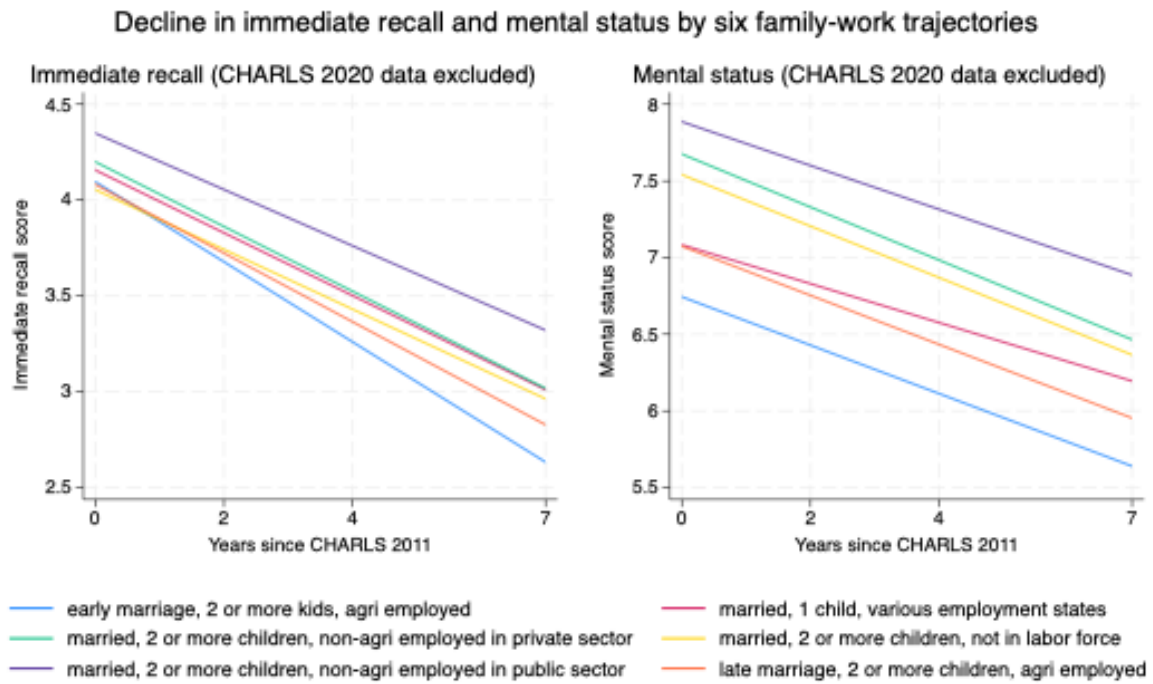 Decline in immediate recall and mental status by six family-work trajectories
Immediate recall (CHARLS 2020 data excluded)
4.5
4
3.5
3
2.5
Immediate recall score
0 2 4 7
Years since CHARLS 2011
Mental status (CHARLS 2020 data excluded)
8
7.5
7
6.5
6
5.5
Mental status score
0 2 4 7
Years since CHARLS 2011
early marriage, 2 or more kids, agri employed
married, 2 or more children, non-agri employed in private sector
married, 2 or more children, non-agri employed in public sector
married, 1 child, various employment states
married, 2 or more children, not in labor force
late marriage, 2 or more children, agri employed